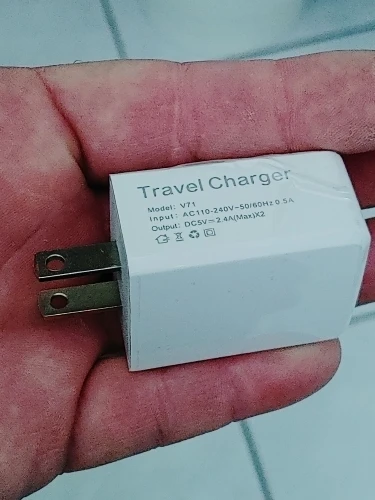 Travel Charger
Model: V71
Input: AC110-240V~50/60Hz 0.5A
Output: DC5V⎓2.4A(Max)X2